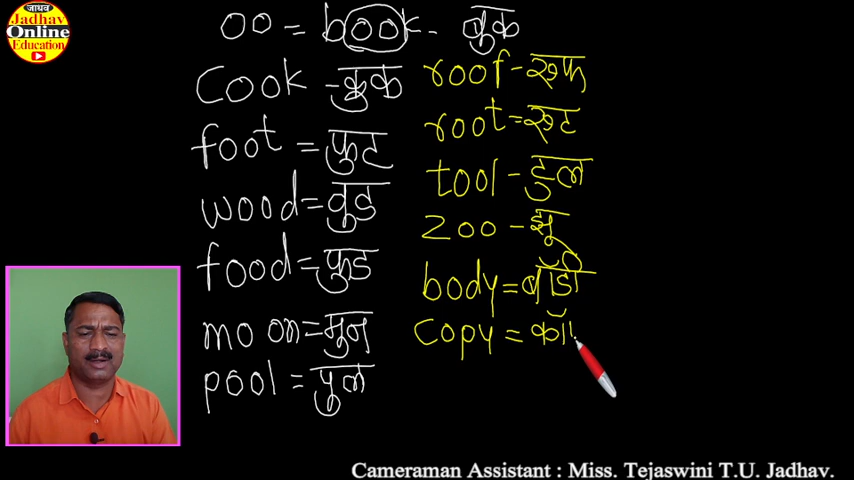 जाधव
Jadhav
Online
Education
oo = book - बुक
Cook - कुक
foot = फुट
wood = वुड
food = फुड
moon = मुन
pool = पुल
roof - रुफ
root = रुट
tool - टुल
zoo - झू
body = बॉडी
Copy = कॉप
Cameraman Assistant : Miss. Tejaswini T.U. Jadhav.